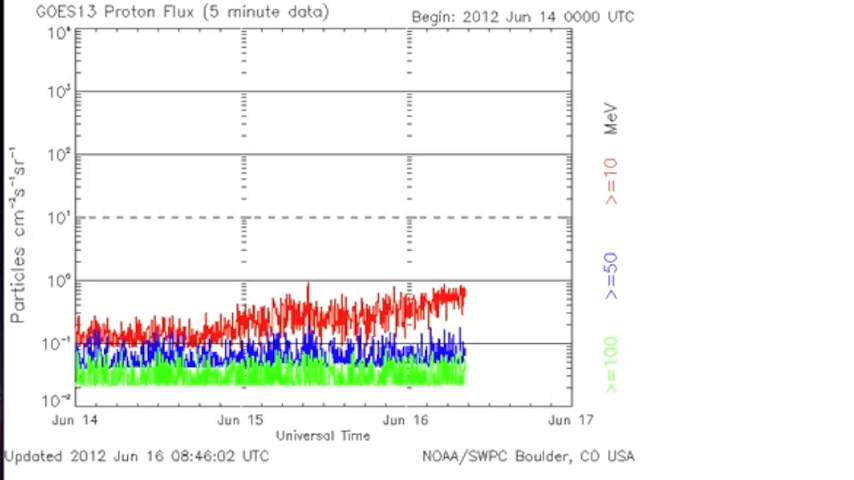 GOES13 Proton Flux (5 minute data)
Begin: 2012 Jun 14 0000 UTC
10⁴
10³
10²
10¹
10⁰
10⁻¹
10⁻²
Particles cm⁻²s⁻¹sr⁻¹
Jun 14
Jun 15
Jun 16
Jun 17
Universal Time
>=10
>=50
>=100
MeV
Updated 2012 Jun 16 08:46:02 UTC
NOAA/SWPC Boulder, CO USA